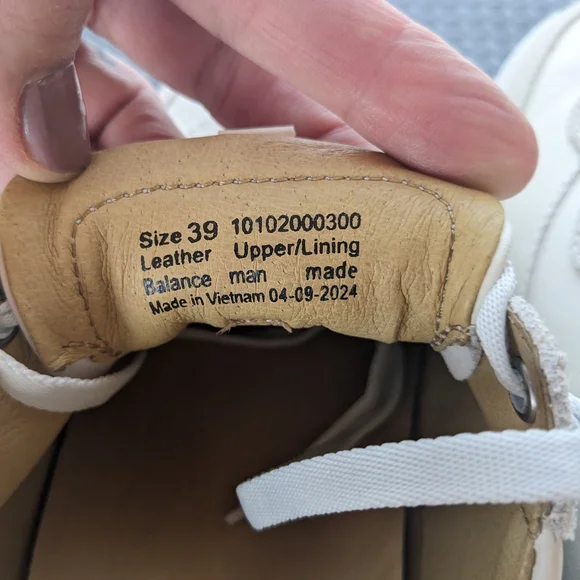 Size 39 10102000300
Leather Upper/Lining
Balance man made
Made in Vietnam 04-09-2024